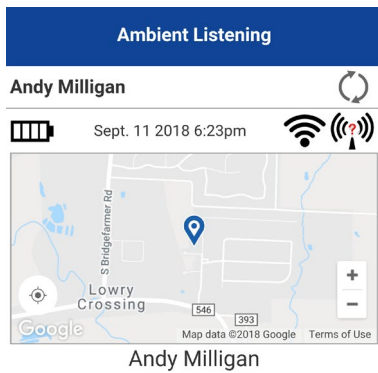 Ambient Listening
Andy Milligan
Sept. 11 2018 6:23pm
?
S Bridgefarmer Rd
Lowry
Crossing
546
393
+
−
Google
Map data ©2018 Google Terms of Use
Andy Milligan